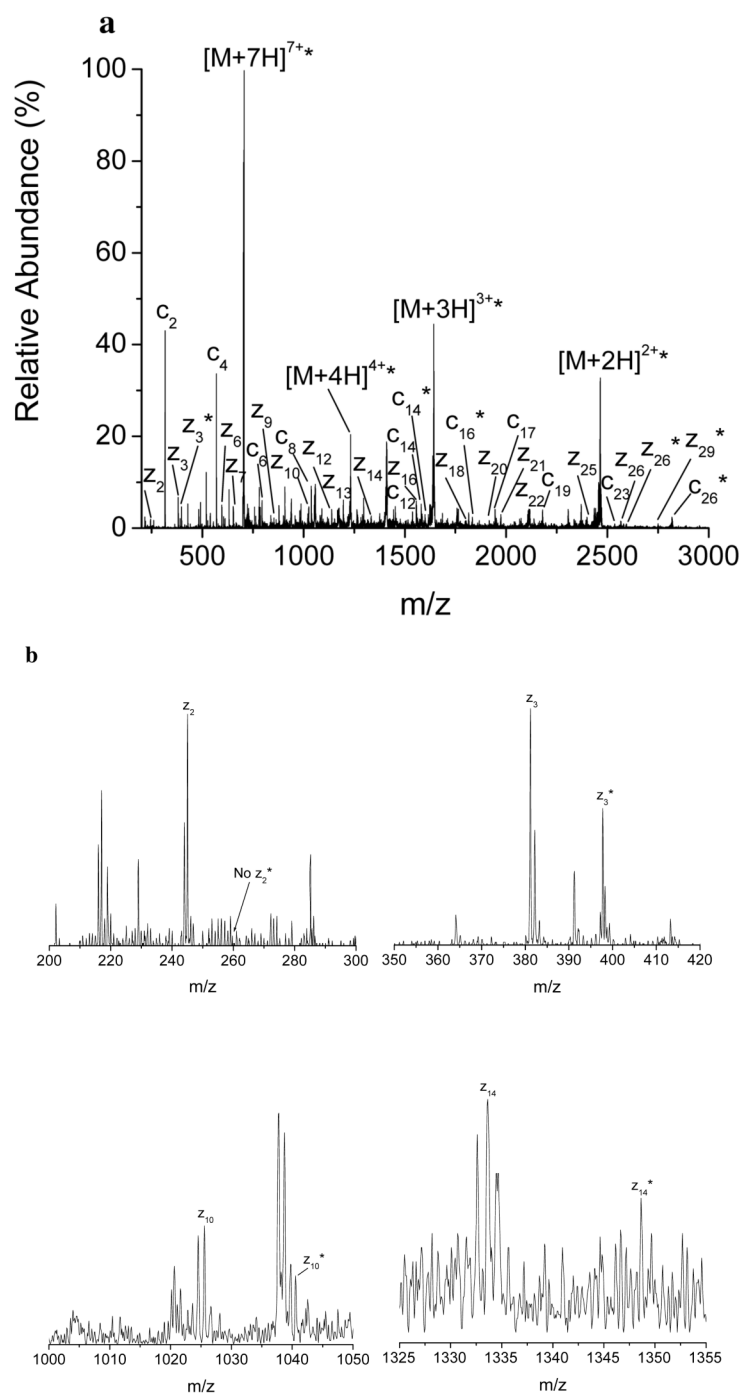 a
[M+7H]7+*
Relative Abundance (%)
100
80
60
40
20
0
c2
c4
[M+3H]3+*
[M+2H]2+*
[M+4H]4+*
z2
z3
z3*
z6
z7
c6
z9
z10
c8
z12
z13
z14
c12
z16
c14
c14*
c16*
z18
z20
c17
z21
z22
c19
z25
c23
z26
z26*
z29*
c26*
500 1000 1500 2000 2500 3000
m/z
b
z2
No z2*
200 220 240 260 280 300
m/z
z3
z3*
350 360 370 380 390 400 410 420
m/z
z10
z10*
1000 1010 1020 1030 1040 1050
m/z
z14
z14*
1325 1330 1335 1340 1345 1350 1355
m/z